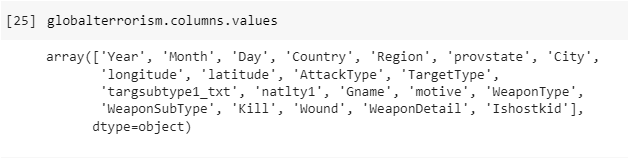 [25] globalterrorism.columns.values
array(['Year', 'Month', 'Day', 'Country', 'Region', 'provstate', 'City',
'longitude', 'latitude', 'AttackType', 'TargetType',
'targsubtype1_txt', 'natlty1', 'Gname', 'motive', 'WeaponType',
'WeaponSubType', 'Kill', 'Wound', 'WeaponDetail', 'Ishostkid'],
dtype=object)